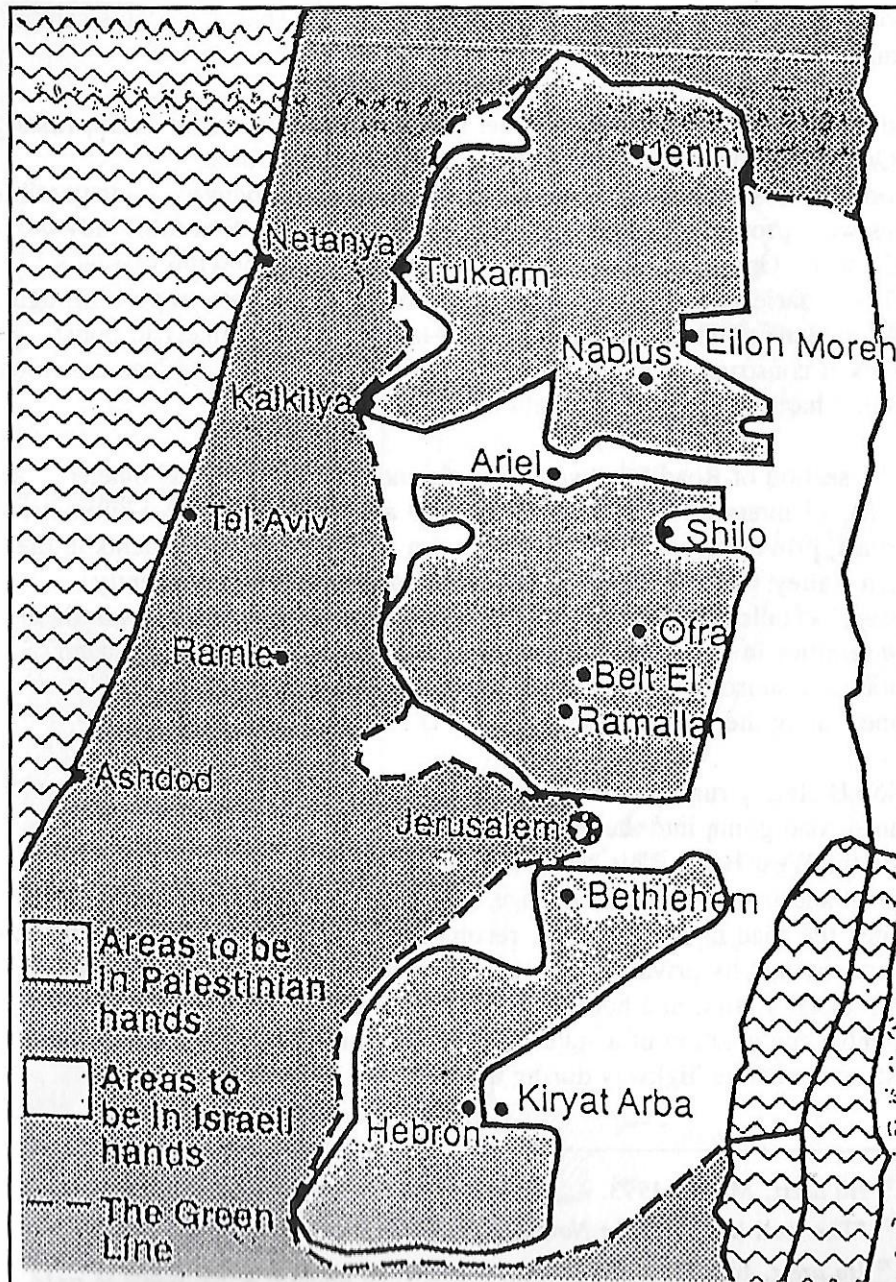 Jenin
Netanya
Tulkarm
Nablus
Eilon Moreh
Kalkilya
Ariel
Tel-Aviv
Shilo
Ofra
Ramle
Beit El
Ramallah
Ashdod
Jerusalem
Bethlehem
Areas to be
in Palestinian
hands
Areas to
be in Israeli
hands
Kiryat Arba
Hebron
The Green
Line